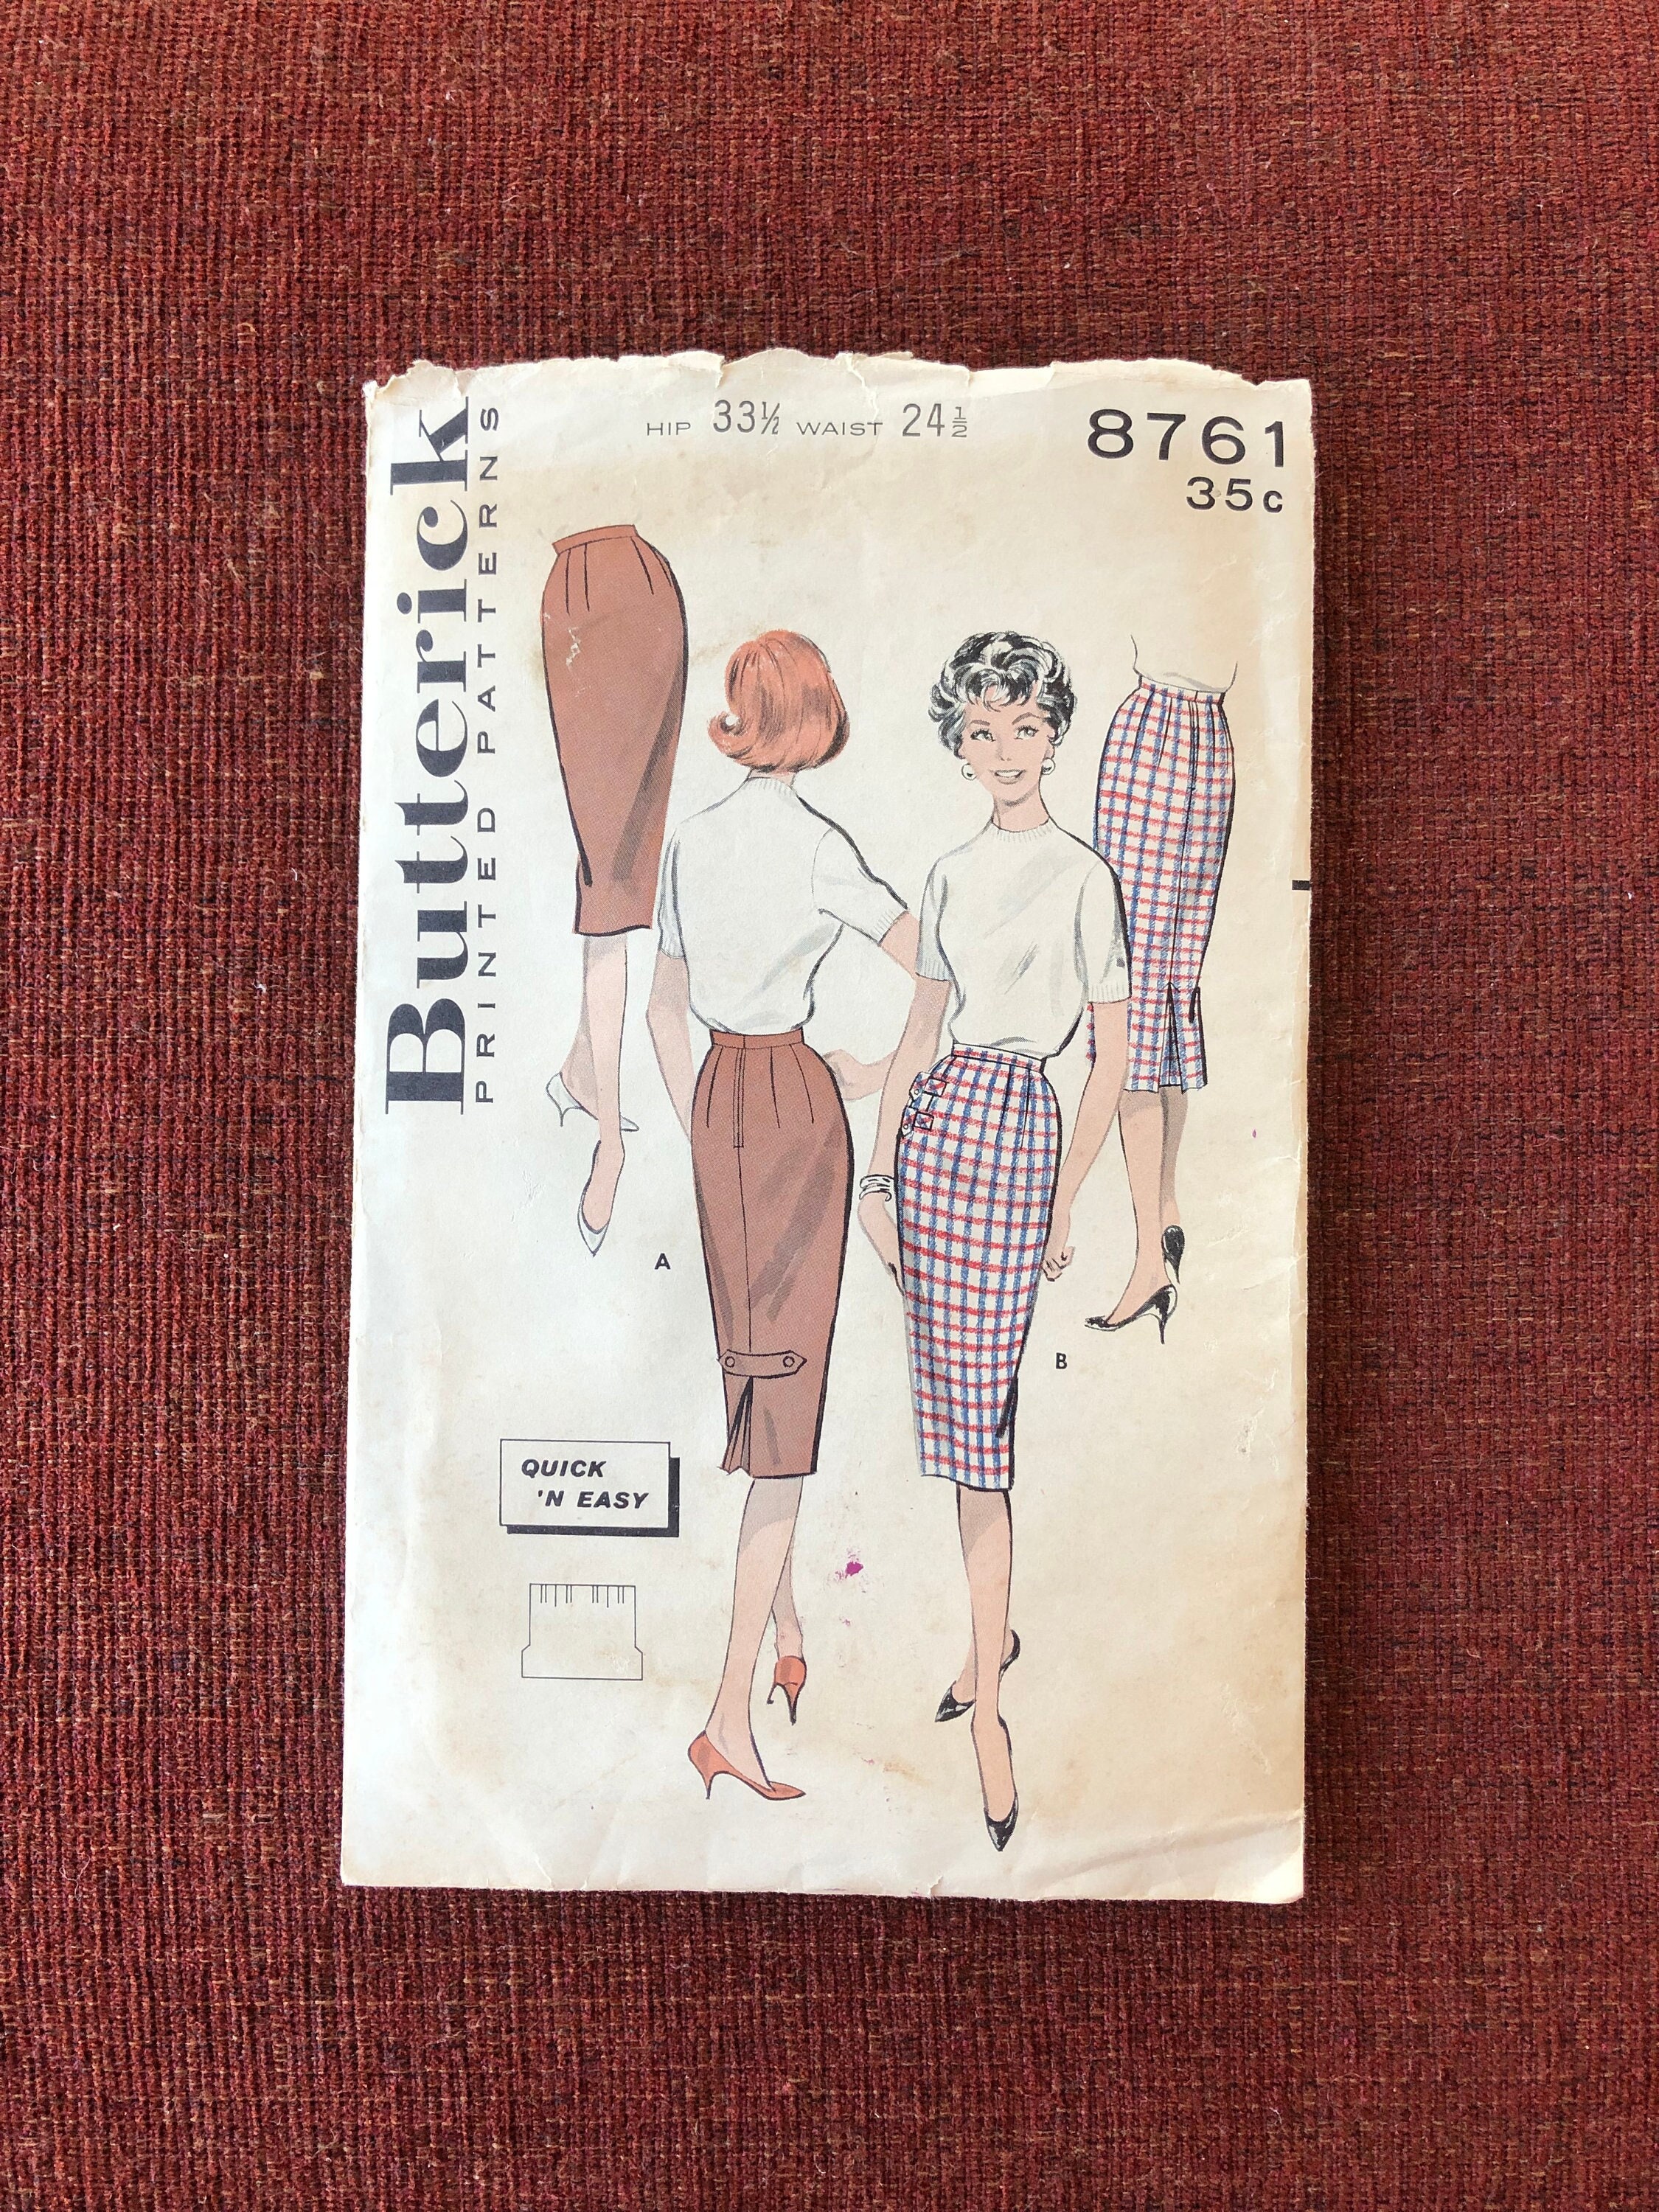 Butterick
PRINTED PATTERNS
HIP 33½ WAIST 24½
8761
35c
A
B
QUICK
'N EASY